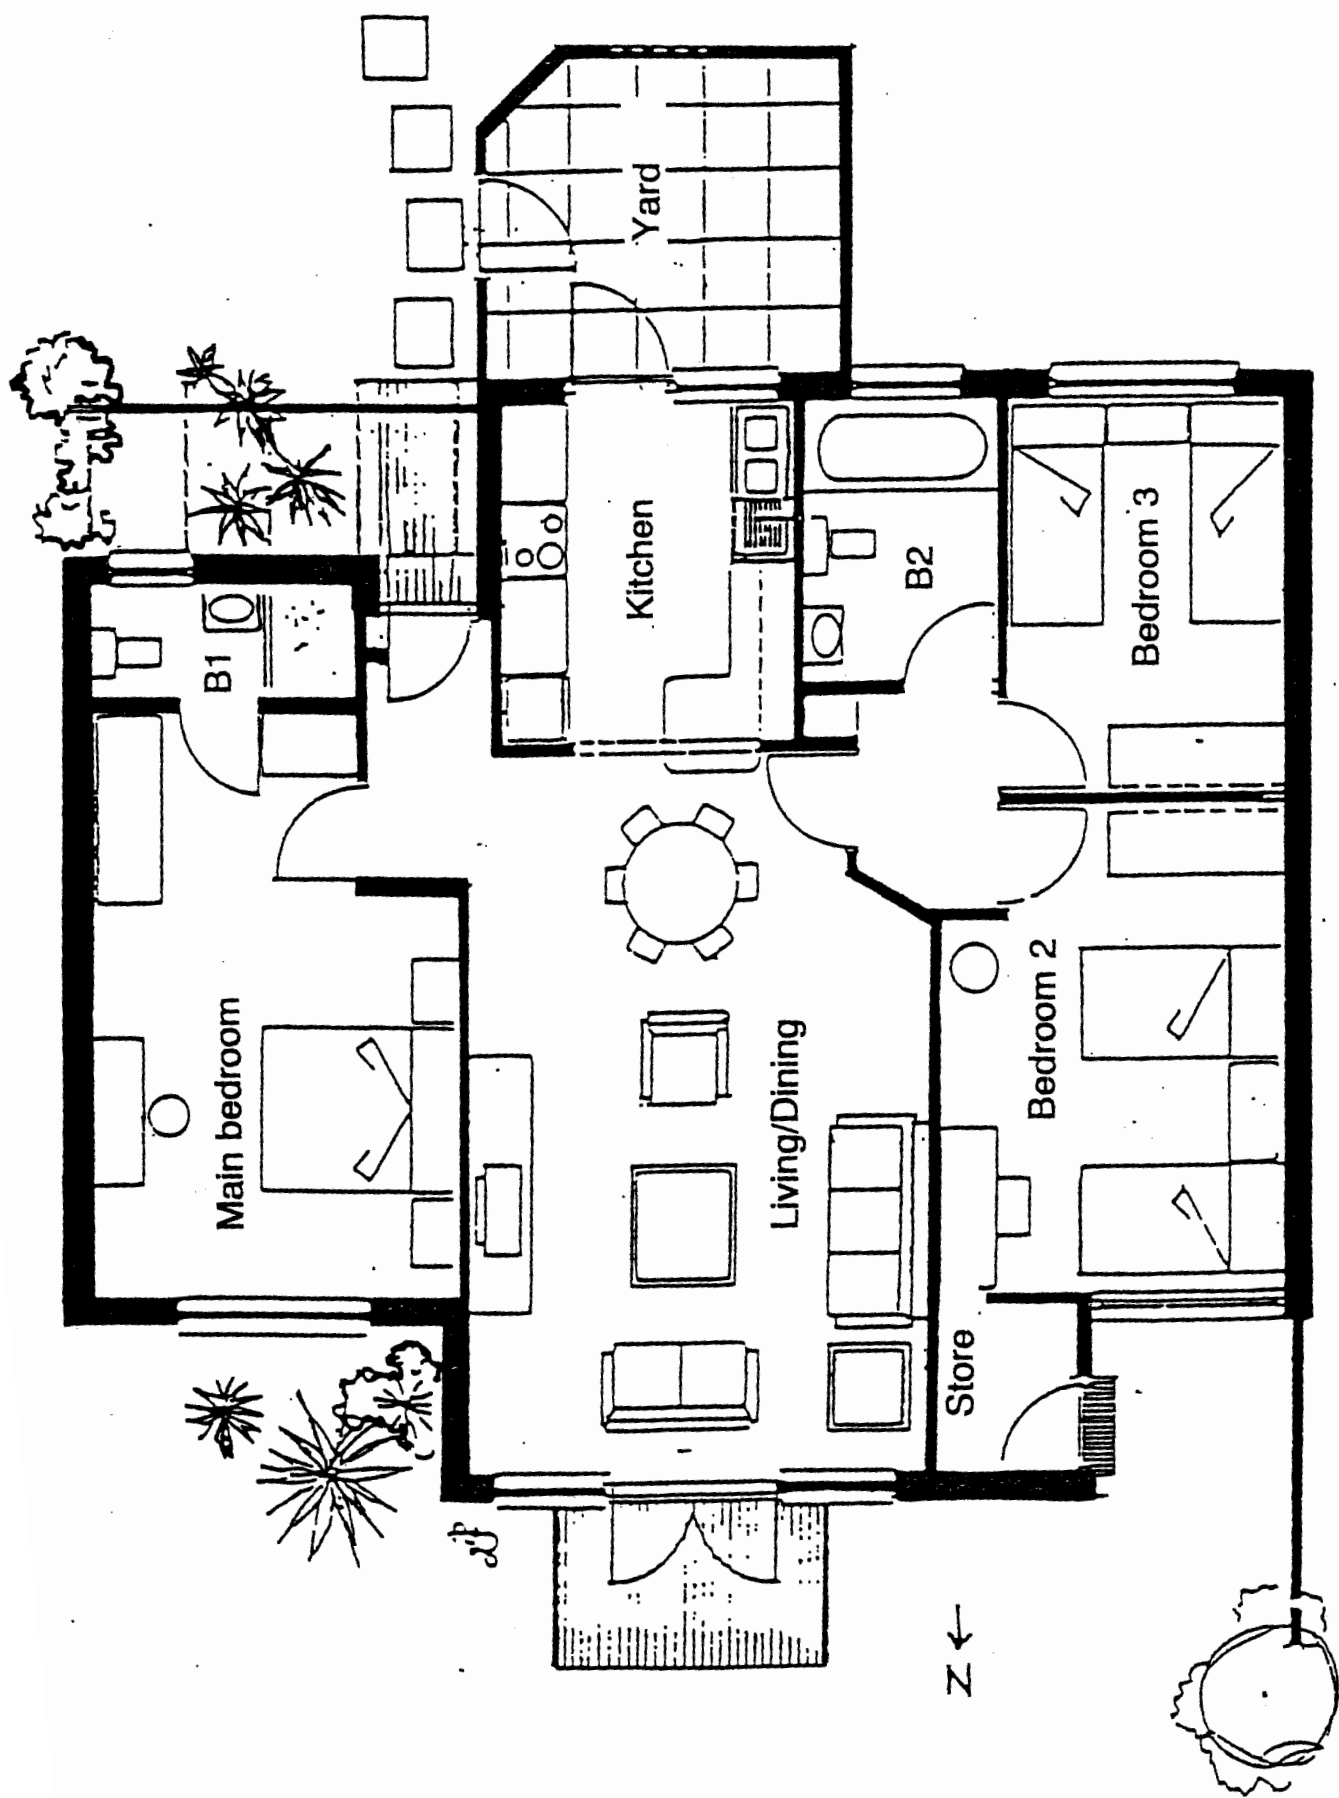 Yard
Kitchen
B1
B2
Bedroom 3
Main bedroom
Living/Dining
Bedroom 2
Store
N